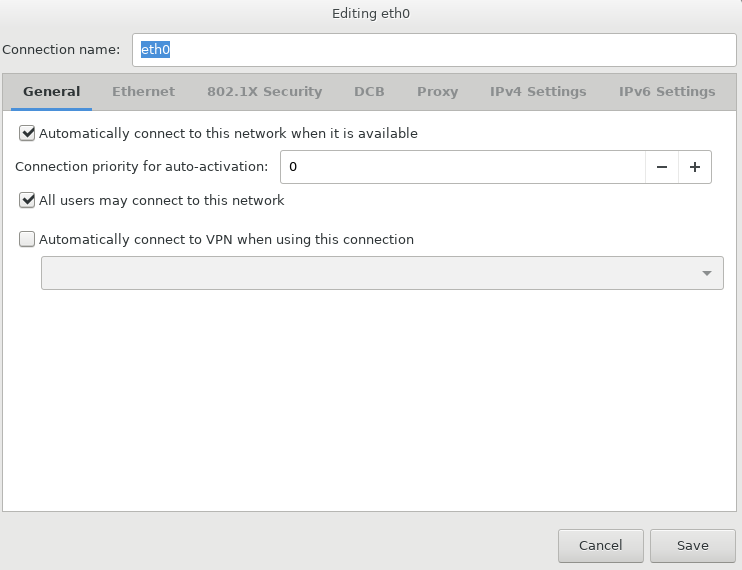 Editing eth0
Connection name: eth0
General Ethernet 802.1X Security DCB Proxy IPv4 Settings IPv6 Settings
Automatically connect to this network when it is available
Connection priority for auto-activation: 0 − +
All users may connect to this network
Automatically connect to VPN when using this connection
Cancel Save